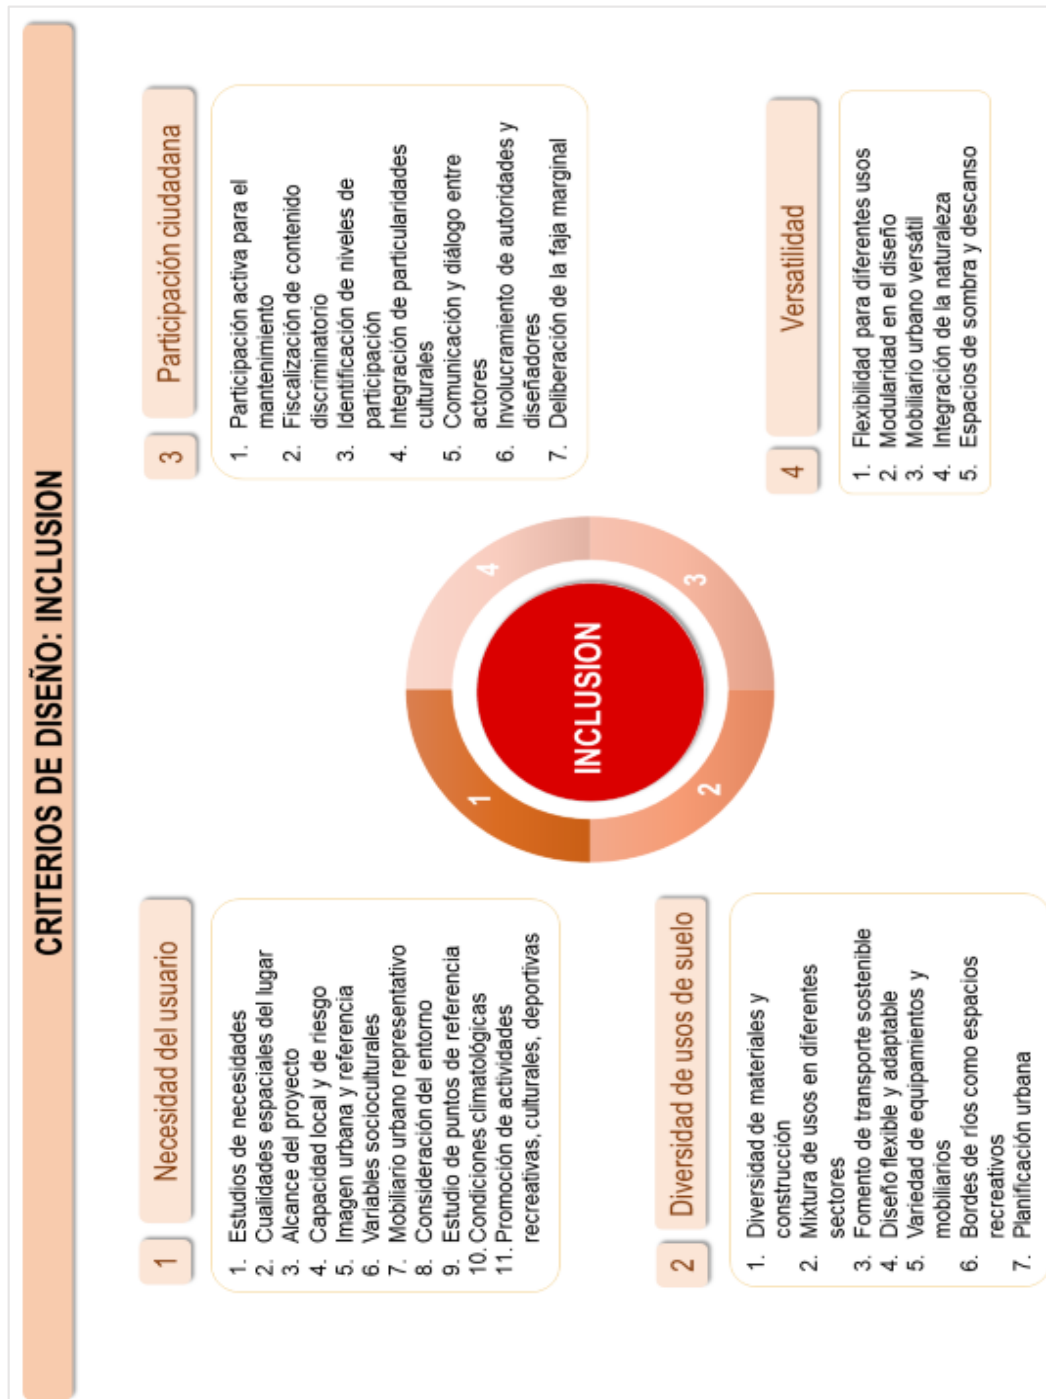 CRITERIOS DE DISEÑO: INCLUSION
1
Necesidad del usuario
1. Estudios de necesidades
2. Cualidades espaciales del lugar
3. Alcance del proyecto
4. Capacidad local y de riesgo
5. Imagen urbana y referencia
6. Variables socioculturales
7. Mobiliario urbano representativo
8. Consideración del entorno
9. Estudio de puntos de referencia
10. Condiciones climatológicas
11. Promoción de actividades
recreativas, culturales, deportivas
2
Diversidad de usos de suelo
1. Diversidad de materiales y
construcción
2. Mixtura de usos en diferentes
sectores
3. Fomento de transporte sostenible
4. Diseño flexible y adaptable
5. Variedad de equipamientos y
mobiliarios
6. Bordes de ríos como espacios
recreativos
7. Planificación urbana
1
4
INCLUSION
2
3
3
Participación ciudadana
1. Participación activa para el
mantenimiento
2. Fiscalización de contenido
discriminatorio
3. Identificación de niveles de
participación
4. Integración de particularidades
culturales
5. Comunicación y diálogo entre
actores
6. Involucramiento de autoridades y
diseñadores
7. Deliberación de la faja marginal
4
Versatilidad
1. Flexibilidad para diferentes usos
2. Modularidad en el diseño
3. Mobiliario urbano versátil
4. Integración de la naturaleza
5. Espacios de sombra y descanso